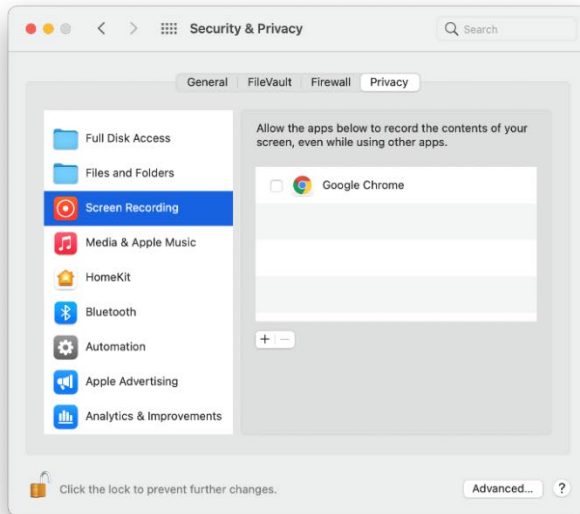 Security & Privacy
Search
General
FileVault
Firewall
Privacy
Full Disk Access
Files and Folders
Screen Recording
Media & Apple Music
HomeKit
Bluetooth
Automation
Apple Advertising
Analytics & Improvements
Allow the apps below to record the contents of your
screen, even while using other apps.
Google Chrome
+ −
Click the lock to prevent further changes.
Advanced...
?